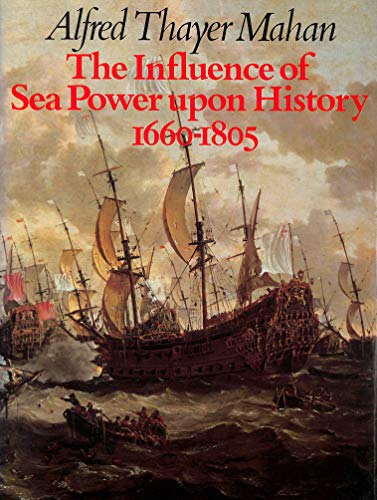 Alfred Thayer Mahan
The Influence of
Sea Power upon History
1660-1805